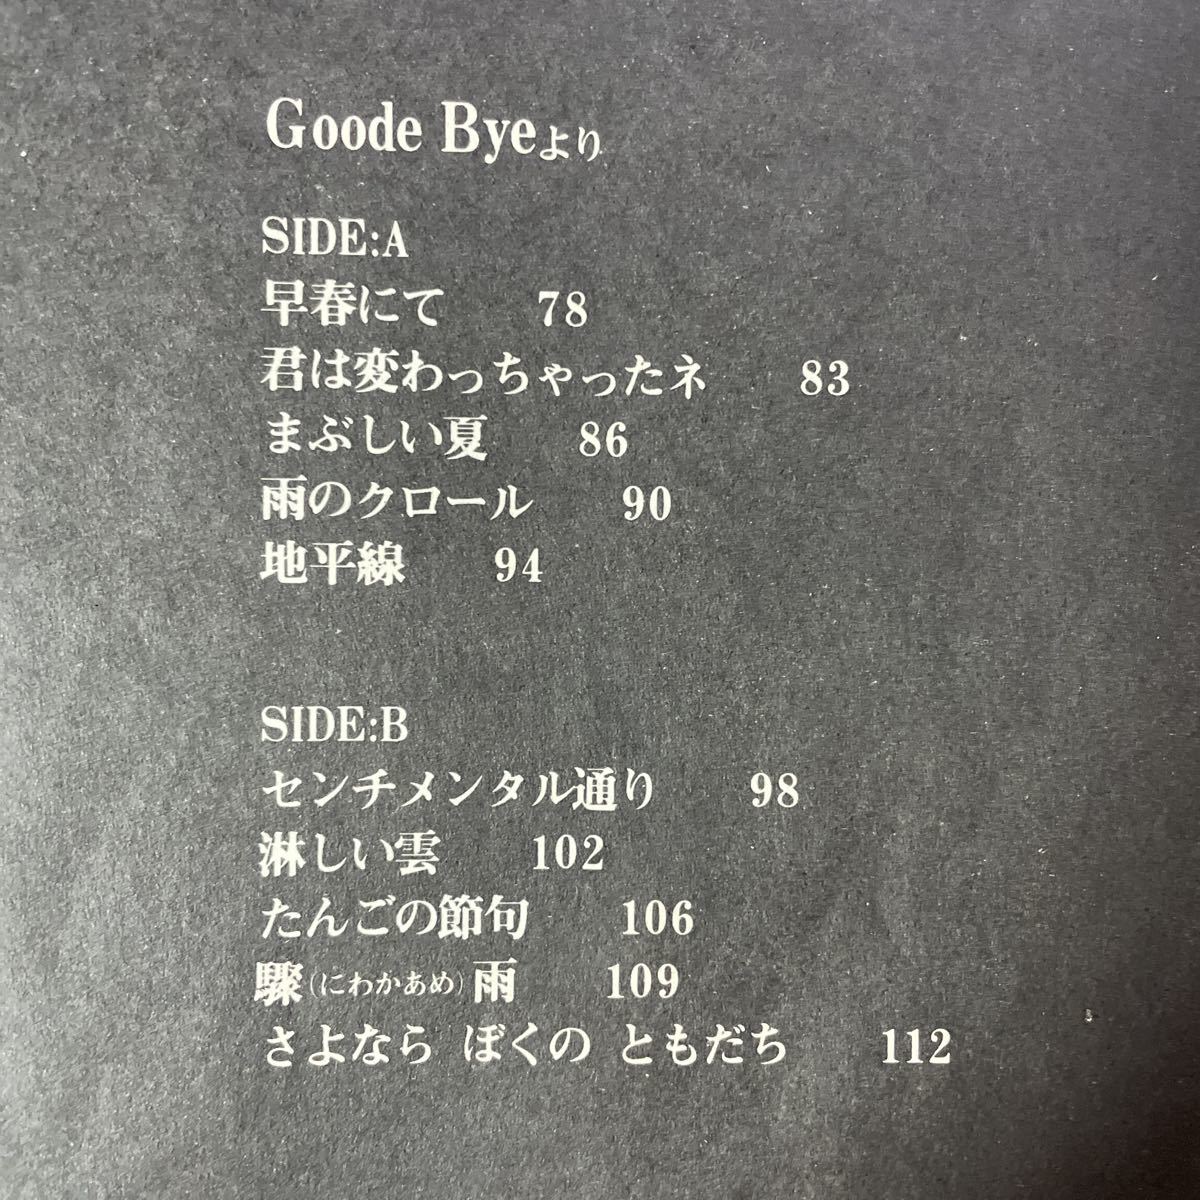 Goode Byeより
SIDE:A
早春にて 78
君は変わっちゃったネ 83
まぶしい夏 86
雨のクロール 90
地平線 94
SIDE:B
センチメンタル通り 98
淋しい雲 102
たんごの節句 106
驟(にわかあめ)雨 109
さよなら ぼくの ともだち 112